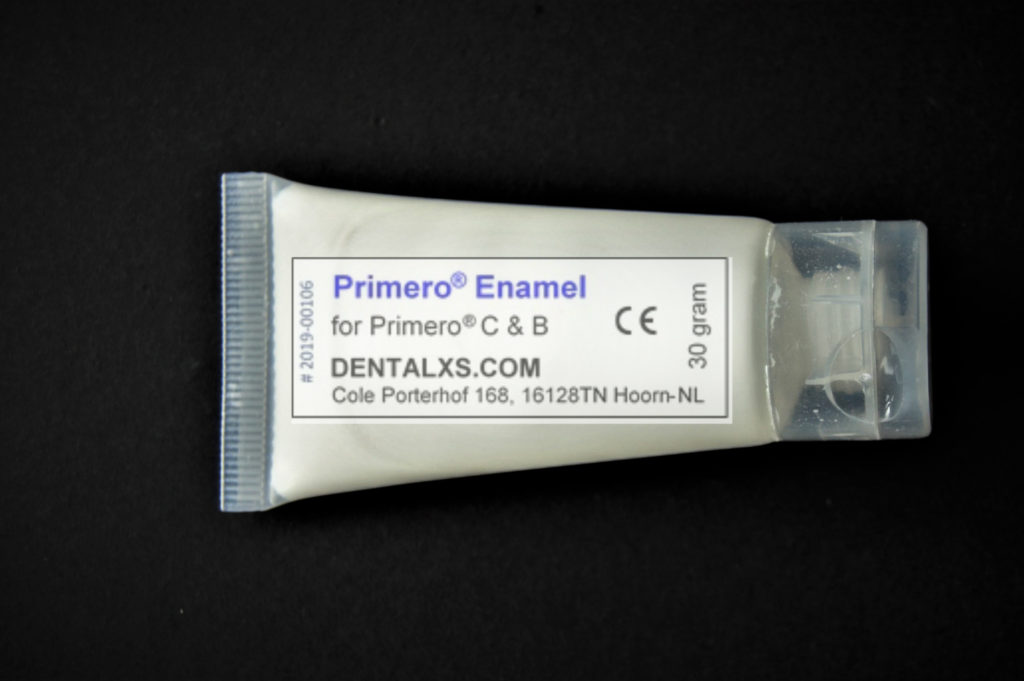 Primero® Enamel
for Primero® C & B
DENTALXS.COM
Cole Porterhof 168, 16128TN Hoorn-NL
CE
30 gram
# 2019-00106